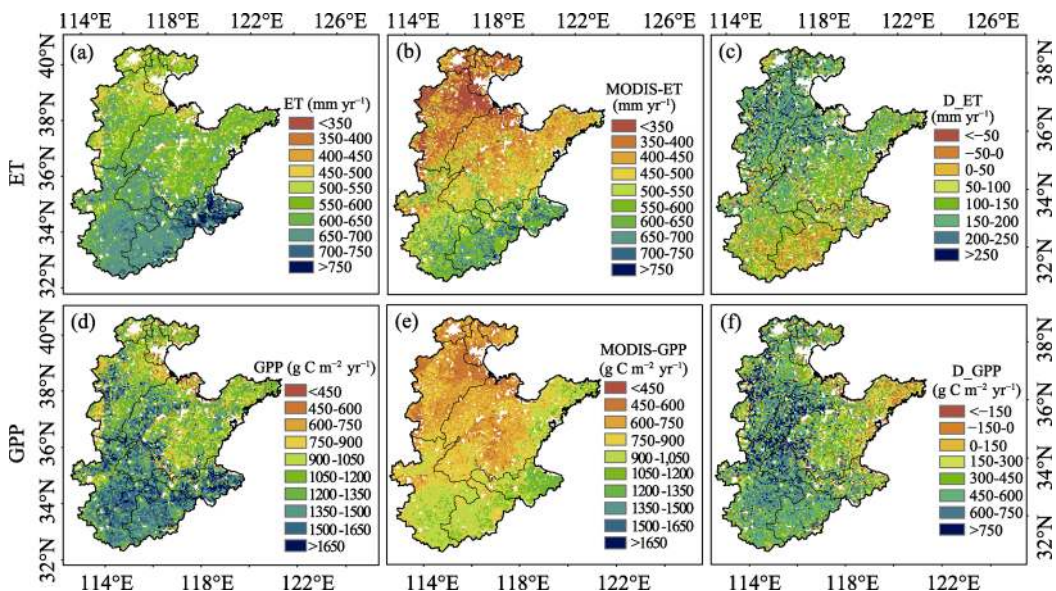 114°E 118°E 122°E 114°E 118°E 122°E 114°E 118°E 122°E 126°E
(a)
ET (mm yr⁻¹)
<350
350-400
400-450
450-500
500-550
550-600
600-650
650-700
700-750
>750
(b)
MODIS-ET
(mm yr⁻¹)
<350
350-400
400-450
450-500
500-550
550-600
600-650
650-700
700-750
>750
(c)
D_ET
(mm yr⁻¹)
<−50
−50-0
0-50
50-100
100-150
150-200
200-250
>250
ET
40°N
38°N
36°N
34°N
32°N
38°N
36°N
34°N
32°N
(d)
GPP (g C m⁻² yr⁻¹)
<450
450-600
600-750
750-900
900-1050
1050-1200
1200-1350
1350-1500
1500-1650
>1650
(e)
MODIS-GPP
(g C m⁻² yr⁻¹)
<450
450-600
600-750
750-900
900-1,050
1050-1200
1200-1350
1350-1500
1500-1650
>1650
(f)
D_GPP
(g C m⁻² yr⁻¹)
<−150
−150-0
0-150
150-300
300-450
450-600
600-750
>750
GPP
40°N
38°N
36°N
34°N
32°N
38°N
36°N
34°N
32°N
114°E 118°E 122°E 114°E 118°E 122°E 114°E 118°E 122°E